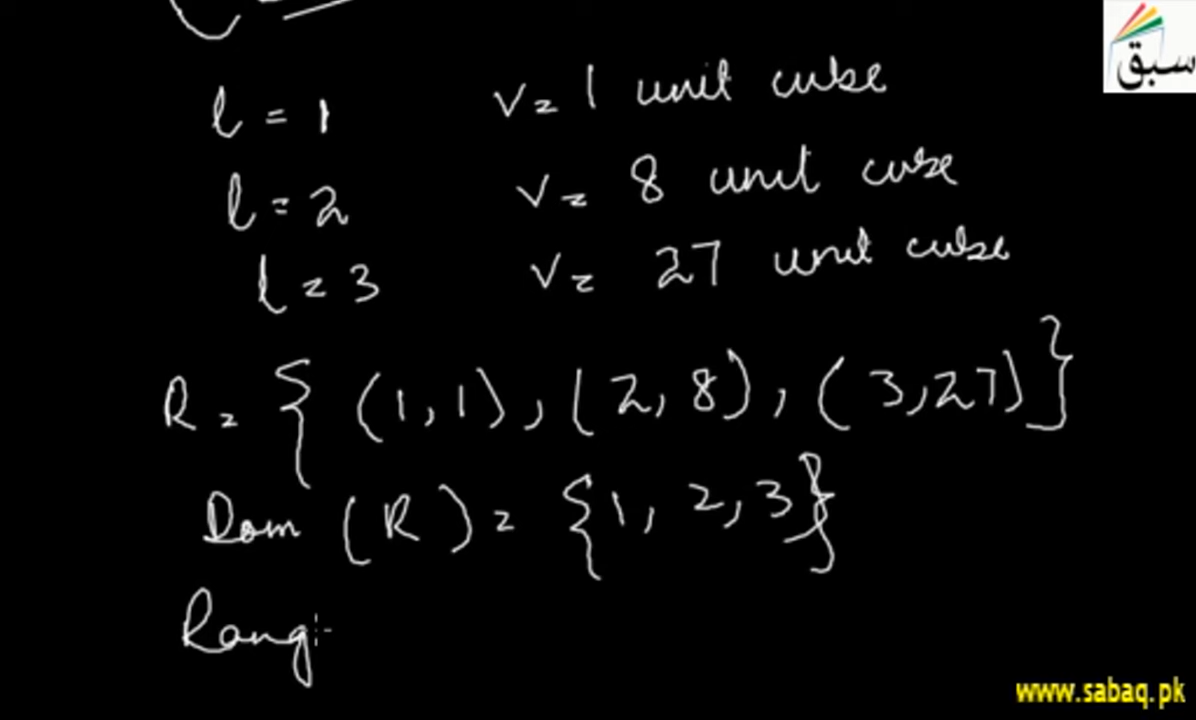 سبق
l = 1 V = 1 unit cube
l = 2 V = 8 unit cube
l = 3 V = 27 unit cube
R = { (1,1), (2,8), (3,27) }
Dom (R) = {1, 2, 3}
Rang
www.sabaq.pk